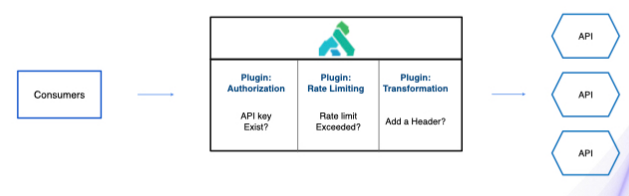 Consumers
Plugin:
Authorization
API key
Exist?
Plugin:
Rate Limiting
Rate limit
Exceeded?
Plugin:
Transformation
Add a Header?
API
API
API